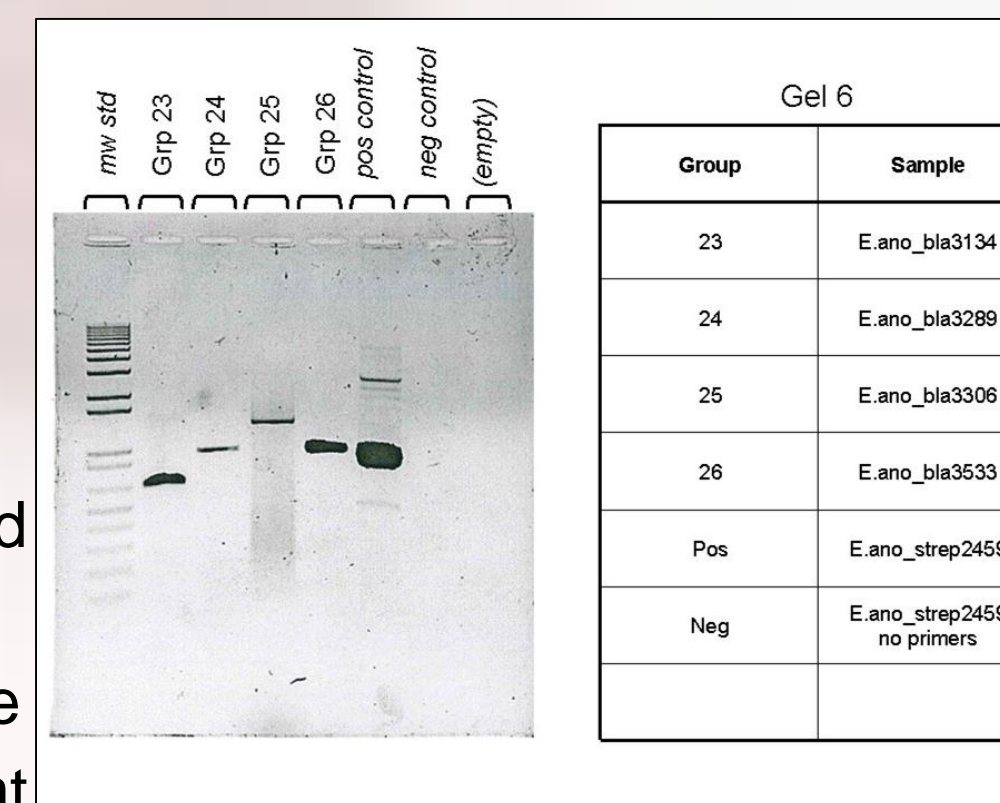 mw std
Grp 23
Grp 24
Grp 25
Grp 26
pos control
neg control
(empty)
Gel 6
Group Sample
23 E.ano_bla3134
24 E.ano_bla3289
25 E.ano_bla3306
26 E.ano_bla3533
Pos E.ano_strep2459
Neg E.ano_strep2459
no primers
d
e
nt